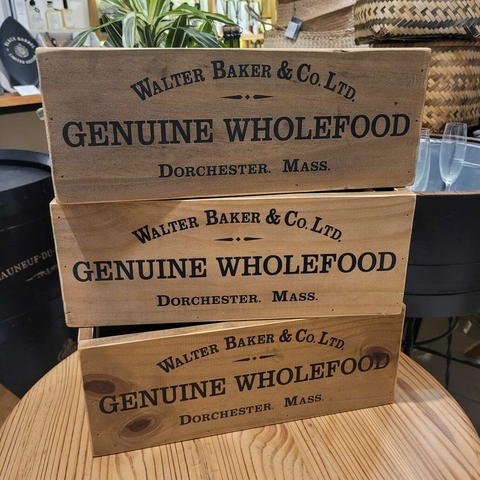 WALTER BAKER & CO. LTD.
GENUINE WHOLEFOOD
DORCHESTER. MASS.
WALTER BAKER & CO. LTD.
GENUINE WHOLEFOOD
DORCHESTER. MASS.
WALTER BAKER & CO. LTD.
GENUINE WHOLEFOOD
DORCHESTER. MASS.